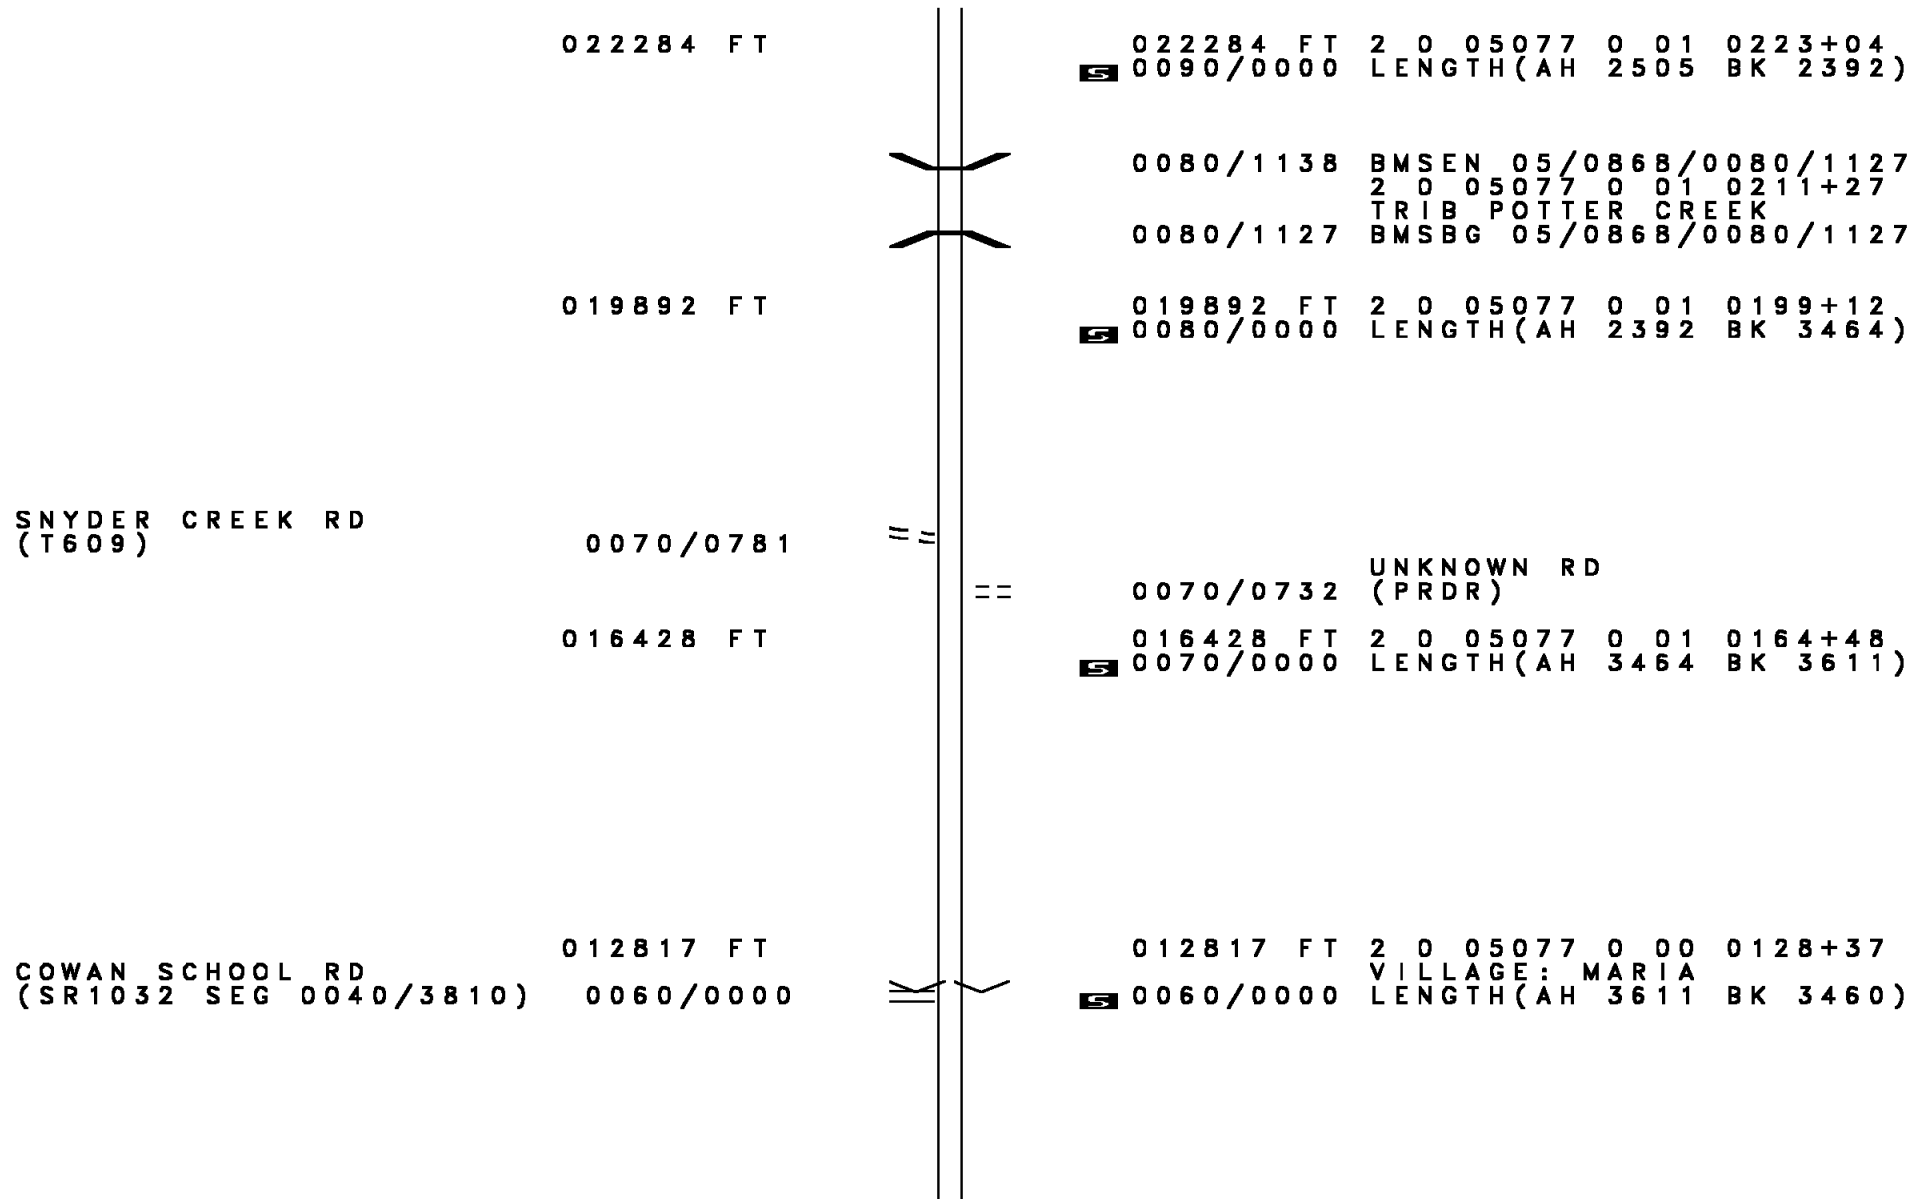 022284 FT 022284 FT 2 0 05077 0 01 0223+04
S 0090/0000 LENGTH(AH 2505 BK 2392)
0080/1138 BMSEN 05/0868/0080/1127
2 0 05077 0 01 0211+27
TRIB POTTER CREEK
0080/1127 BMSBG 05/0868/0080/1127
019892 FT 019892 FT 2 0 05077 0 01 0199+12
S 0080/0000 LENGTH(AH 2392 BK 3464)
SNYDER CREEK RD
(T609) 0070/0781
UNKNOWN RD
0070/0732 (PRDR)
016428 FT 016428 FT 2 0 05077 0 01 0164+48
S 0070/0000 LENGTH(AH 3464 BK 3611)
012817 FT 012817 FT 2 0 05077 0 00 0128+37
COWAN SCHOOL RD VILLAGE: MARIA
(SR1032 SEG 0040/3810) 0060/0000 S 0060/0000 LENGTH(AH 3611 BK 3460)